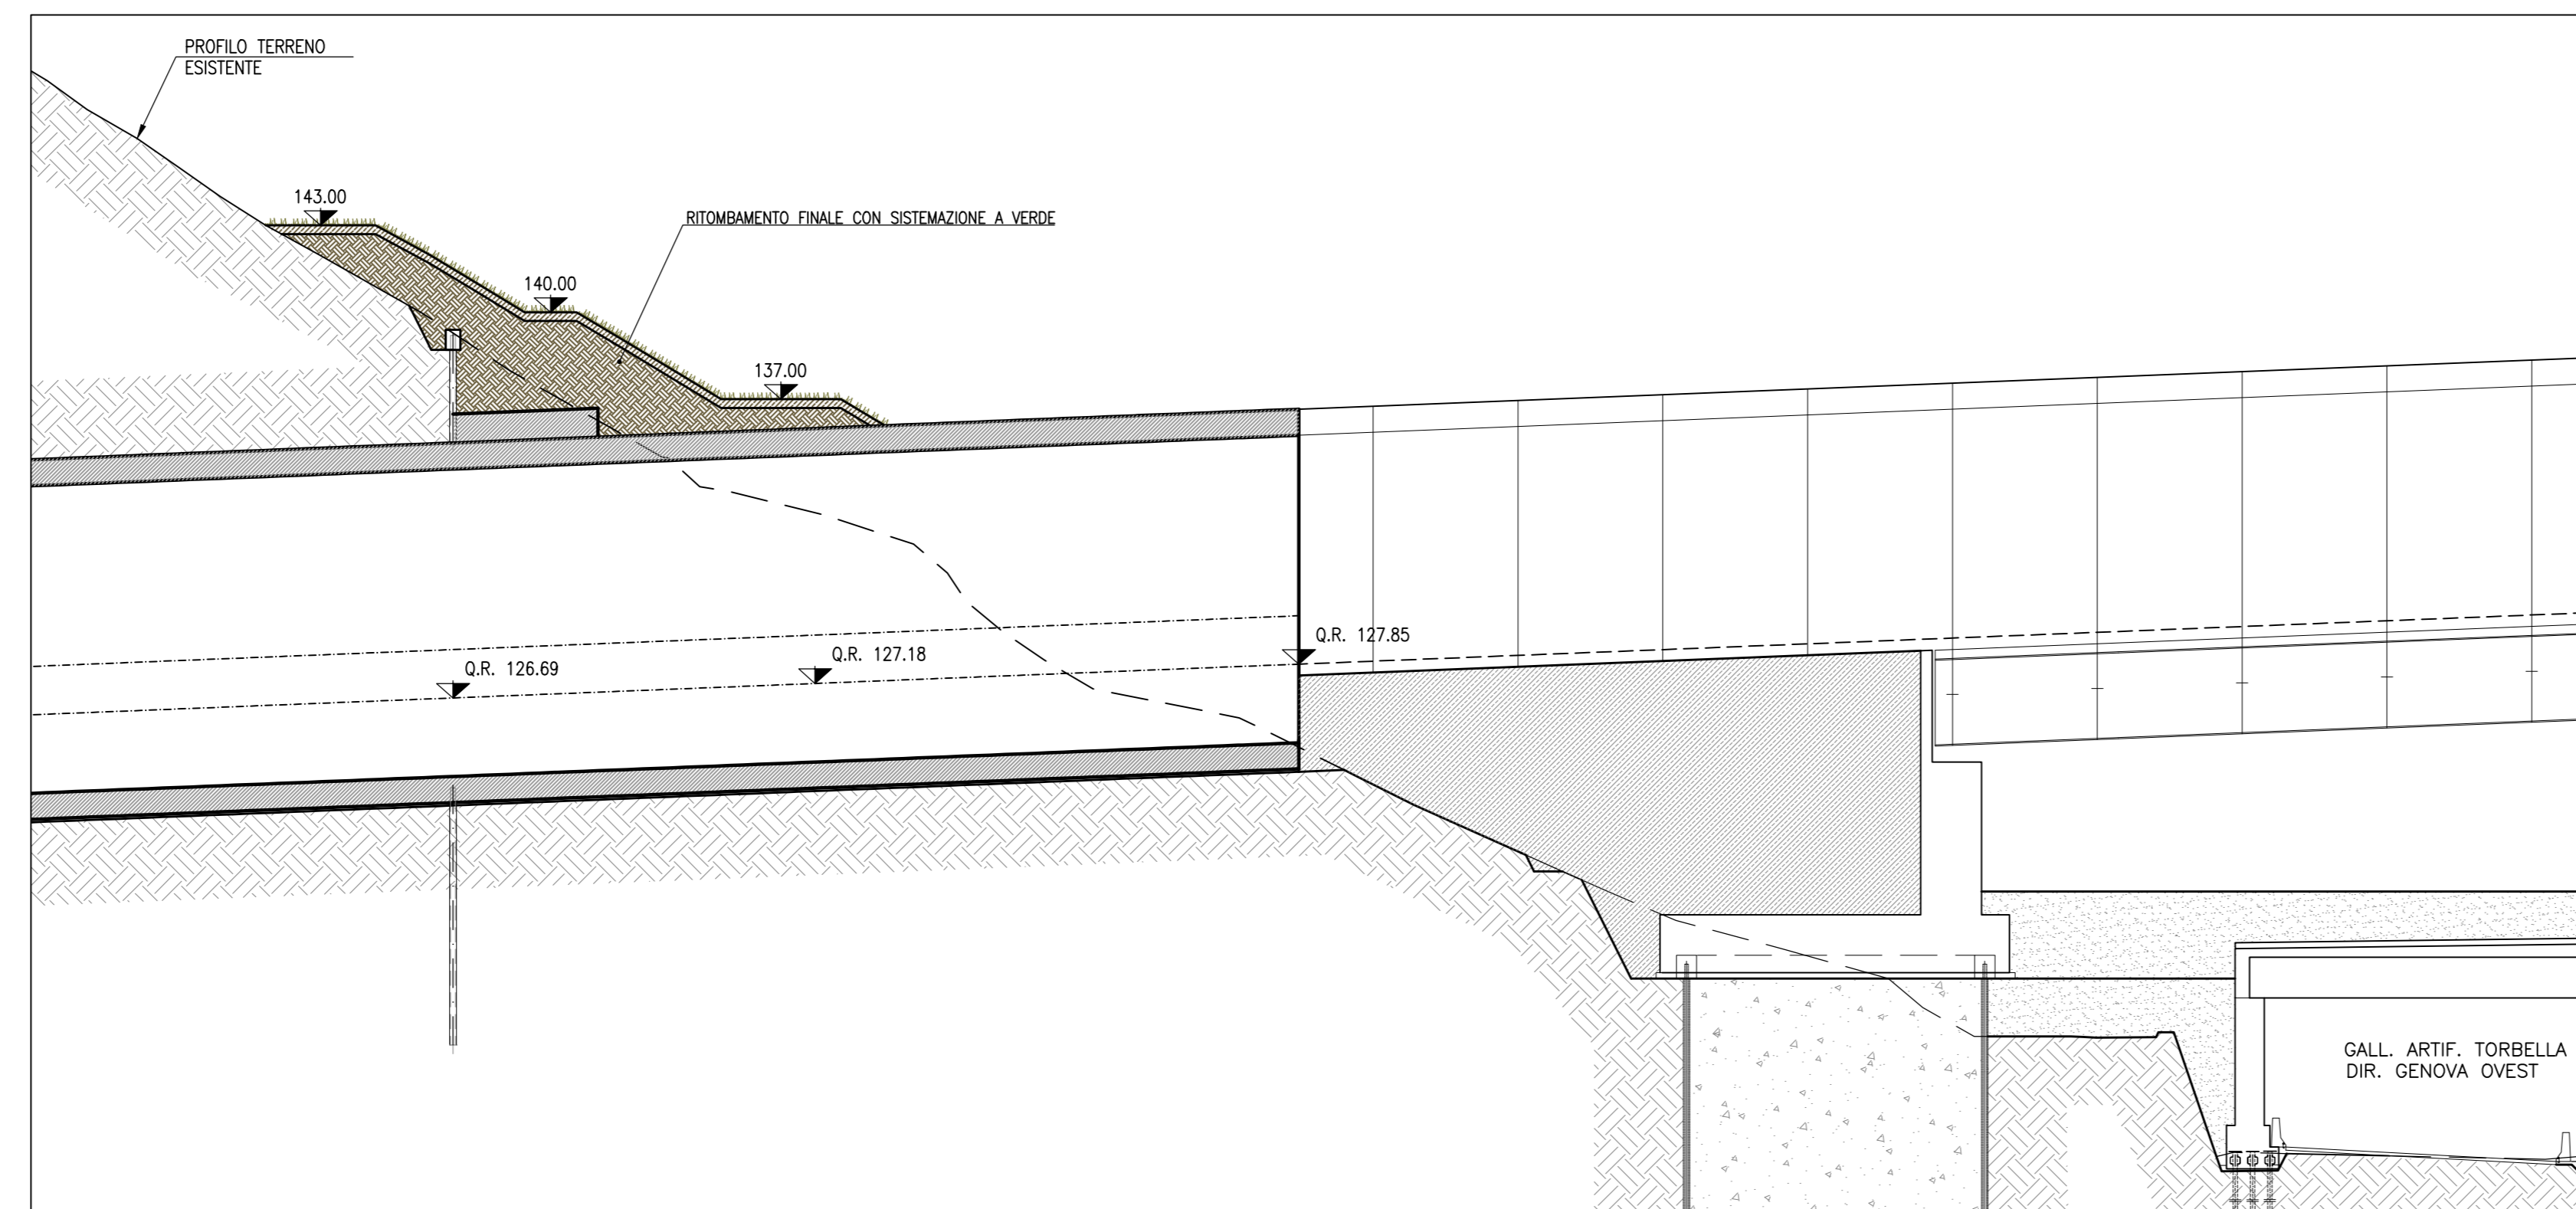 PROFILO TERRENO
ESISTENTE
143.00
RITOMBAMENTO FINALE CON SISTEMAZIONE A VERDE
140.00
137.00
Q.R. 127.85
Q.R. 127.18
Q.R. 126.69
GALL. ARTIF. TORBELLA
DIR. GENOVA OVEST